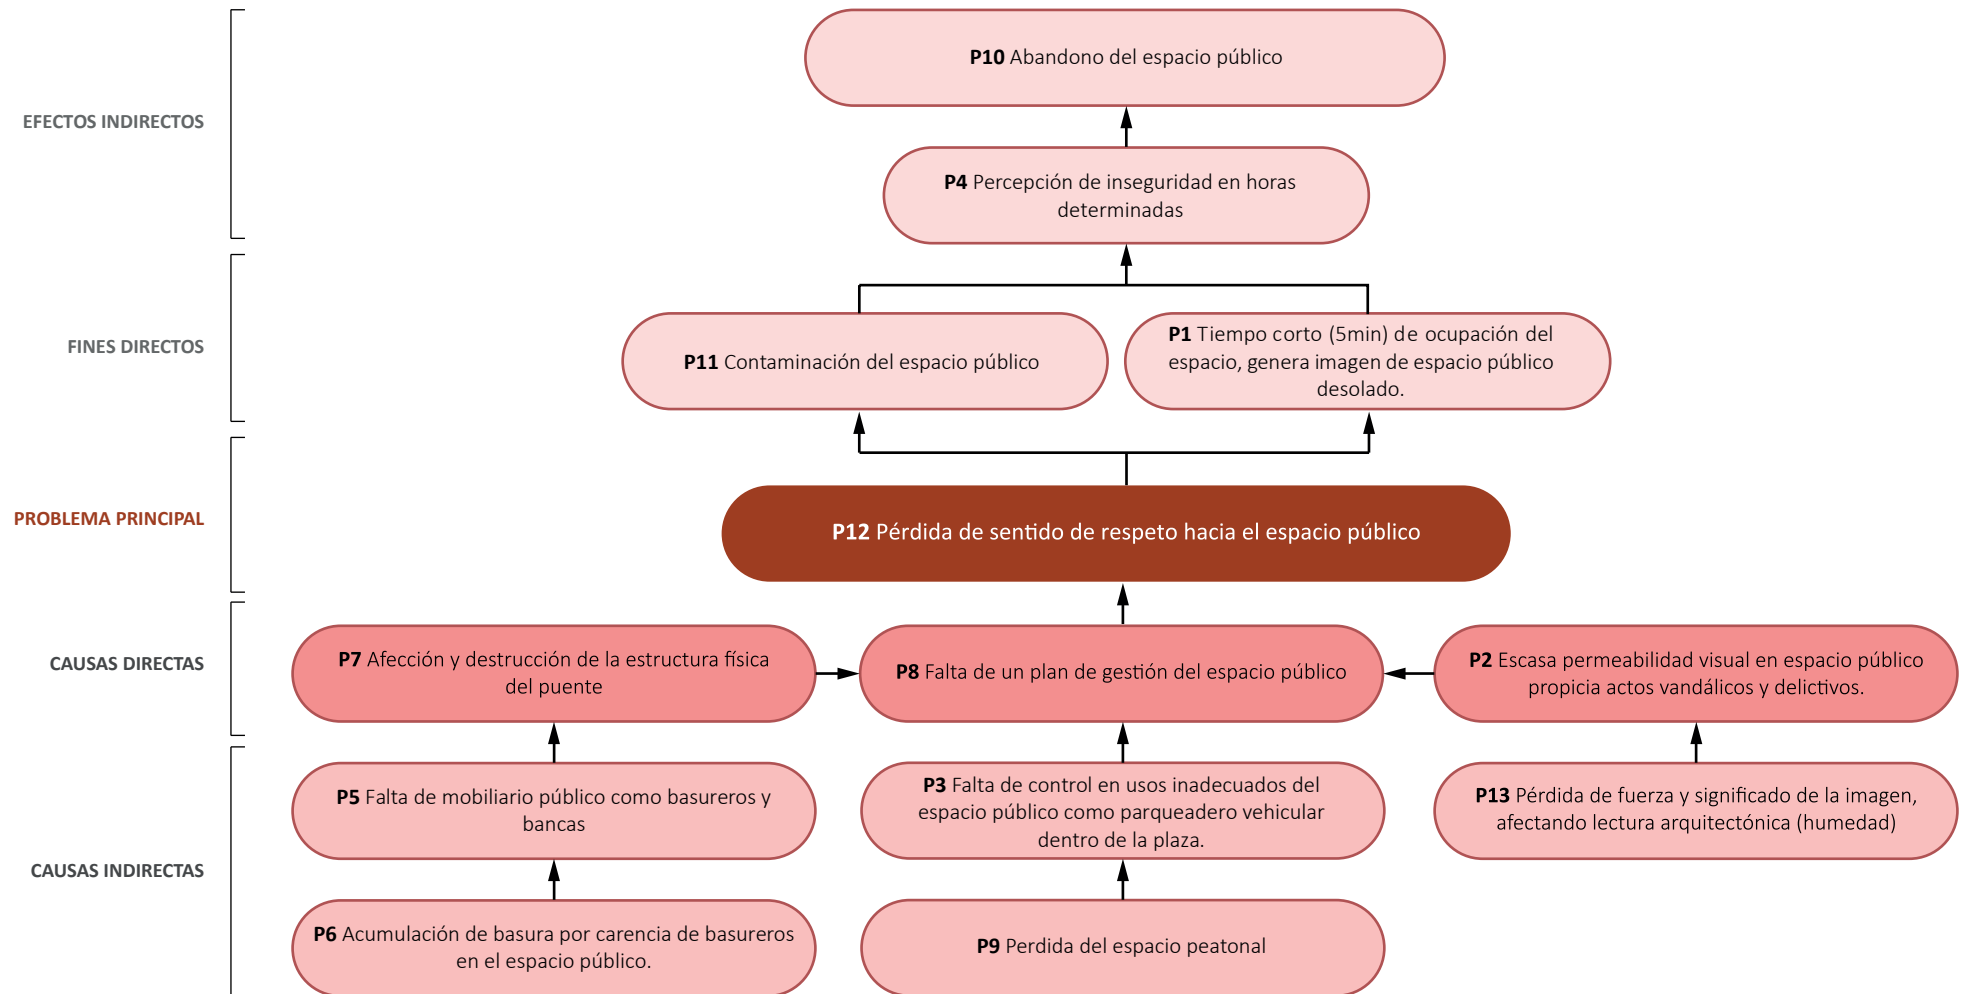 P10 Abandono del espacio público
EFECTOS INDIRECTOS
P4 Percepción de inseguridad en horas
determinadas
FINES DIRECTOS
P11 Contaminación del espacio público
P1 Tiempo corto (5min) de ocupación del
espacio, genera imagen de espacio público
desolado.
PROBLEMA PRINCIPAL
P12 Pérdida de sentido de respeto hacia el espacio público
CAUSAS DIRECTAS
P7 Afección y destrucción de la estructura física
del puente
P8 Falta de un plan de gestión del espacio público
P2 Escasa permeabilidad visual en espacio público
propicia actos vandálicos y delictivos.
P5 Falta de mobiliario público como basureros y
bancas
P3 Falta de control en usos inadecuados del
espacio público como parqueadero vehicular
dentro de la plaza.
P13 Pérdida de fuerza y significado de la imagen,
afectando lectura arquitectónica (humedad)
CAUSAS INDIRECTAS
P6 Acumulación de basura por carencia de basureros
en el espacio público.
P9 Perdida del espacio peatonal